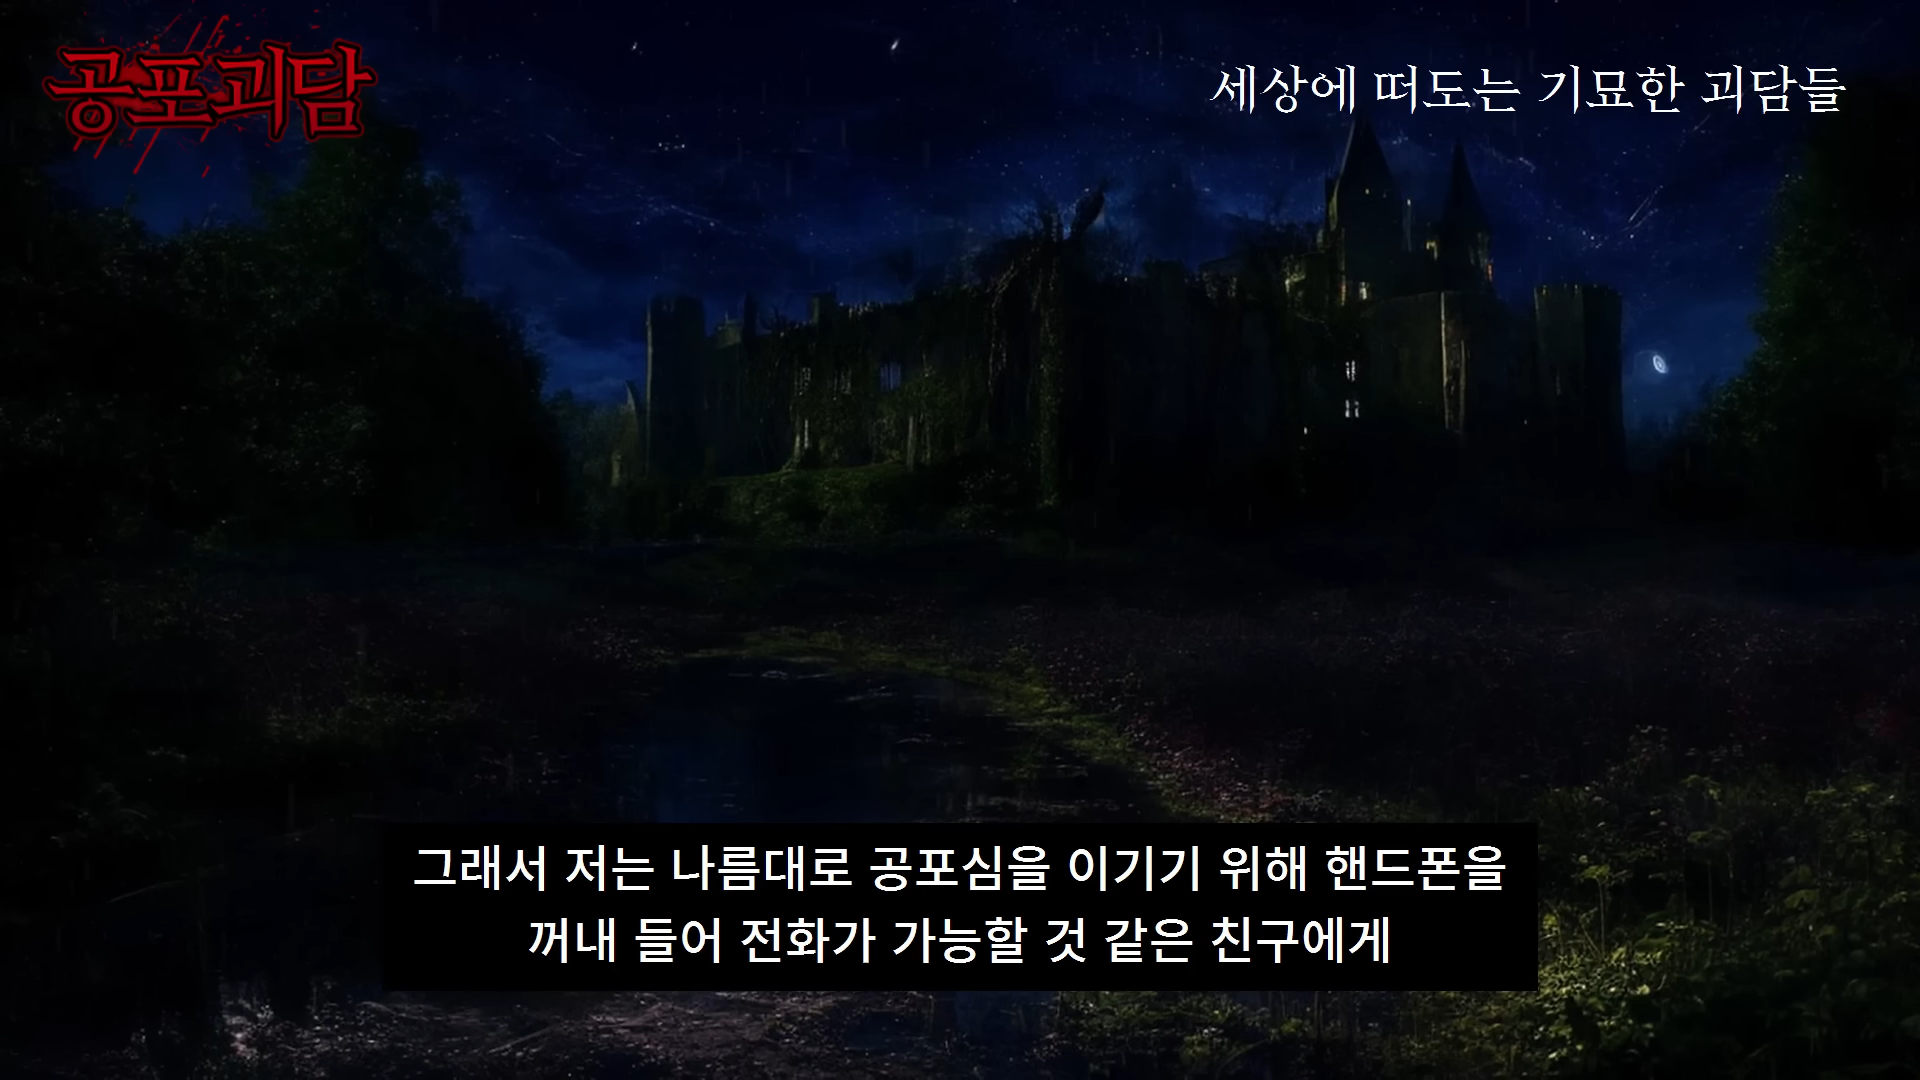 공포괴담
세상에 떠도는 기묘한 괴담들
그래서 저는 나름대로 공포심을 이기기 위해 핸드폰을
꺼내 들어 전화가 가능할 것 같은 친구에게